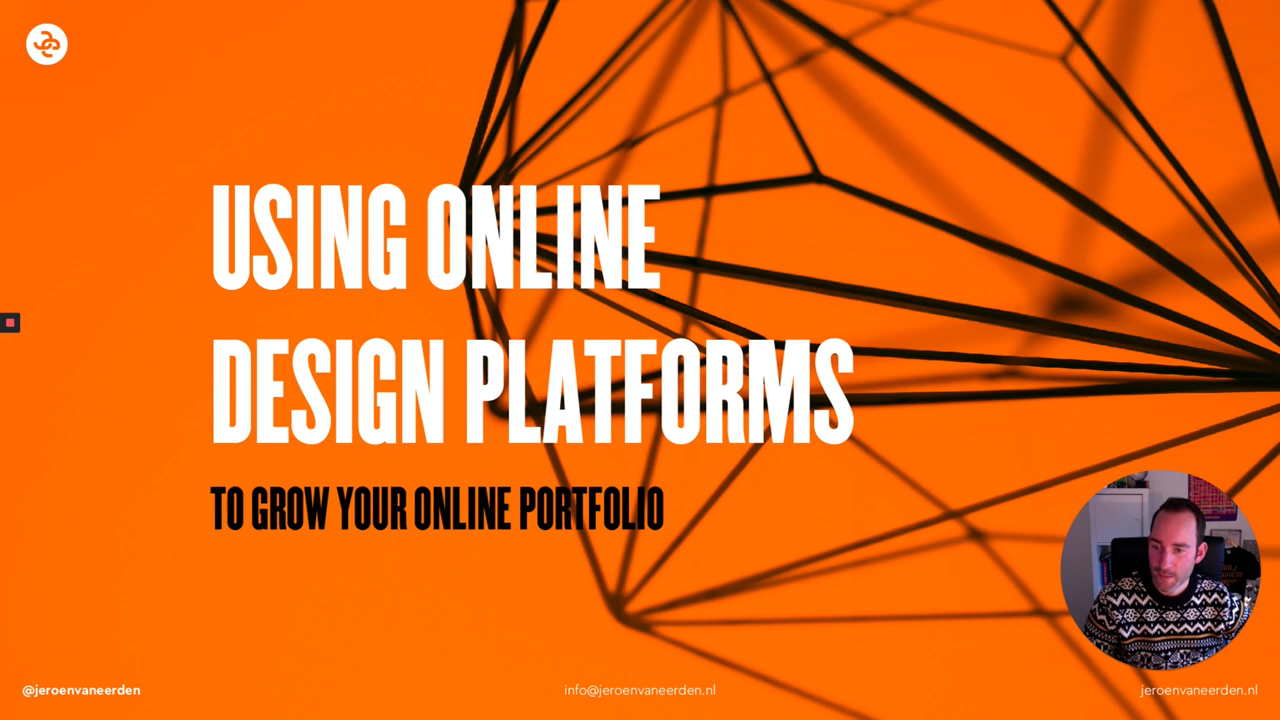 USING ONLINE
DESIGN PLATFORMS
TO GROW YOUR ONLINE PORTFOLIO
@jeroenvaneerden
info@jeroenvaneerden.nl
jeroenvaneerden.nl